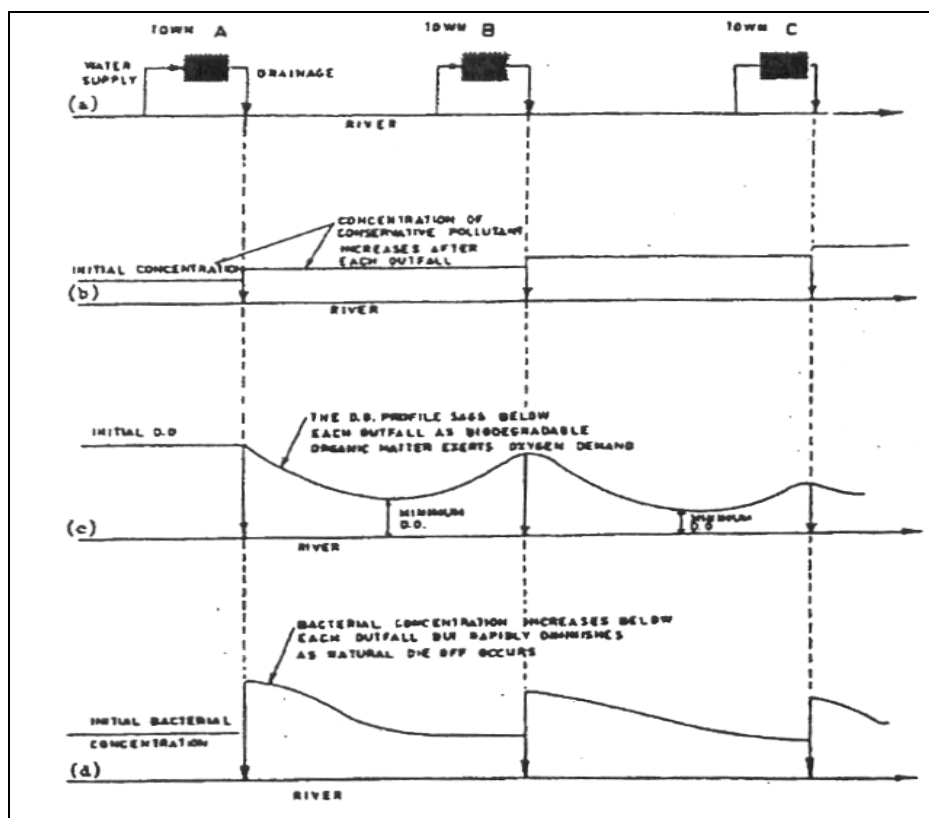 TOWN A
TOWN B
TOWN C
WATER
SUPPLY
DRAINAGE
(a)
RIVER
CONCENTRATION OF
CONSERVATIVE POLLUTANT
INCREASES AFTER
EACH OUTFALL
INITIAL CONCENTRATION
(b)
RIVER
THE D.O. PROFILE SAGS BELOW
EACH OUTFALL AS BIODEGRADABLE
ORGANIC MATTER EXERTS OXYGEN DEMAND
INITIAL D.O
MINIMUM
D.O.
MINIMUM
D.O
(c)
RIVER
BACTERIAL CONCENTRATION INCREASES BELOW
EACH OUTFALL BUT RAPIDLY DIMINISHES
AS NATURAL DIE OFF OCCURS
INITIAL BACTERIAL
CONCENTRATION
(d)
RIVER